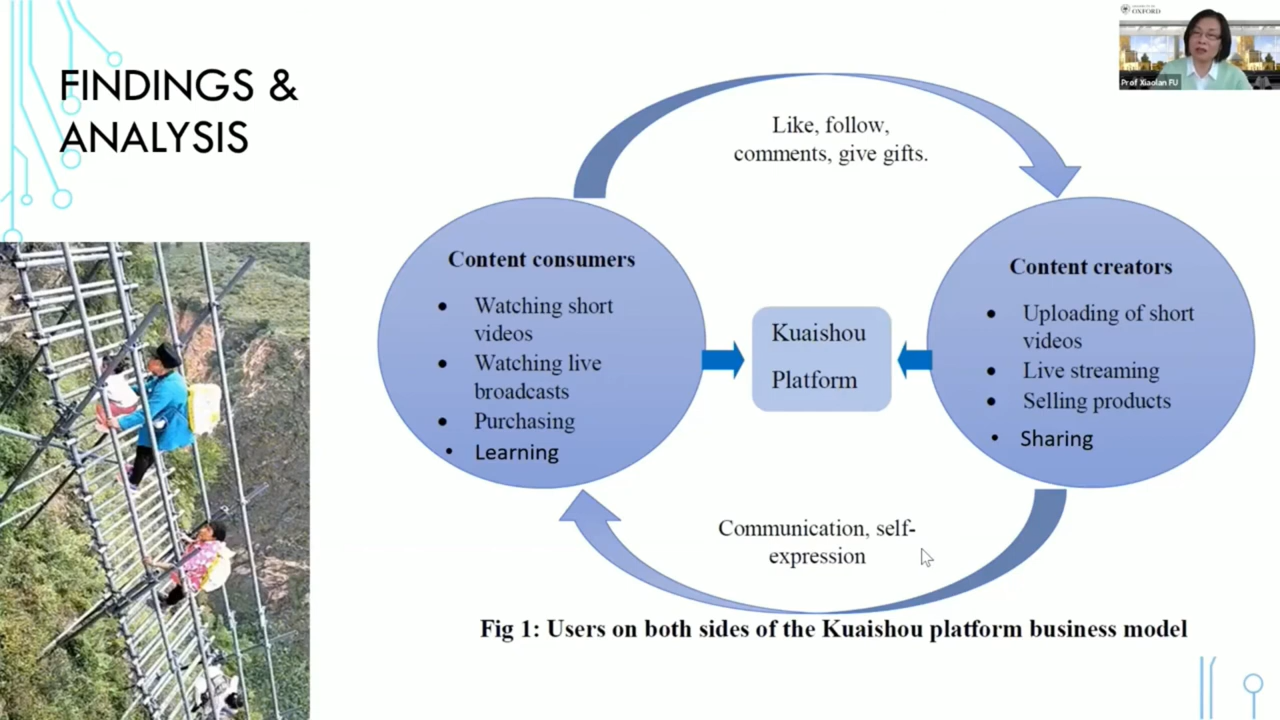 FINDINGS &
ANALYSIS
OXFORD
Prof Xiaolan FU
Like, follow,
comments, give gifts.
Content consumers
• Watching short
videos
• Watching live
broadcasts
• Purchasing
• Learning
Kuaishou
Platform
Content creators
• Uploading of short
videos
• Live streaming
• Selling products
• Sharing
Communication, self-
expression
Fig 1: Users on both sides of the Kuaishou platform business model